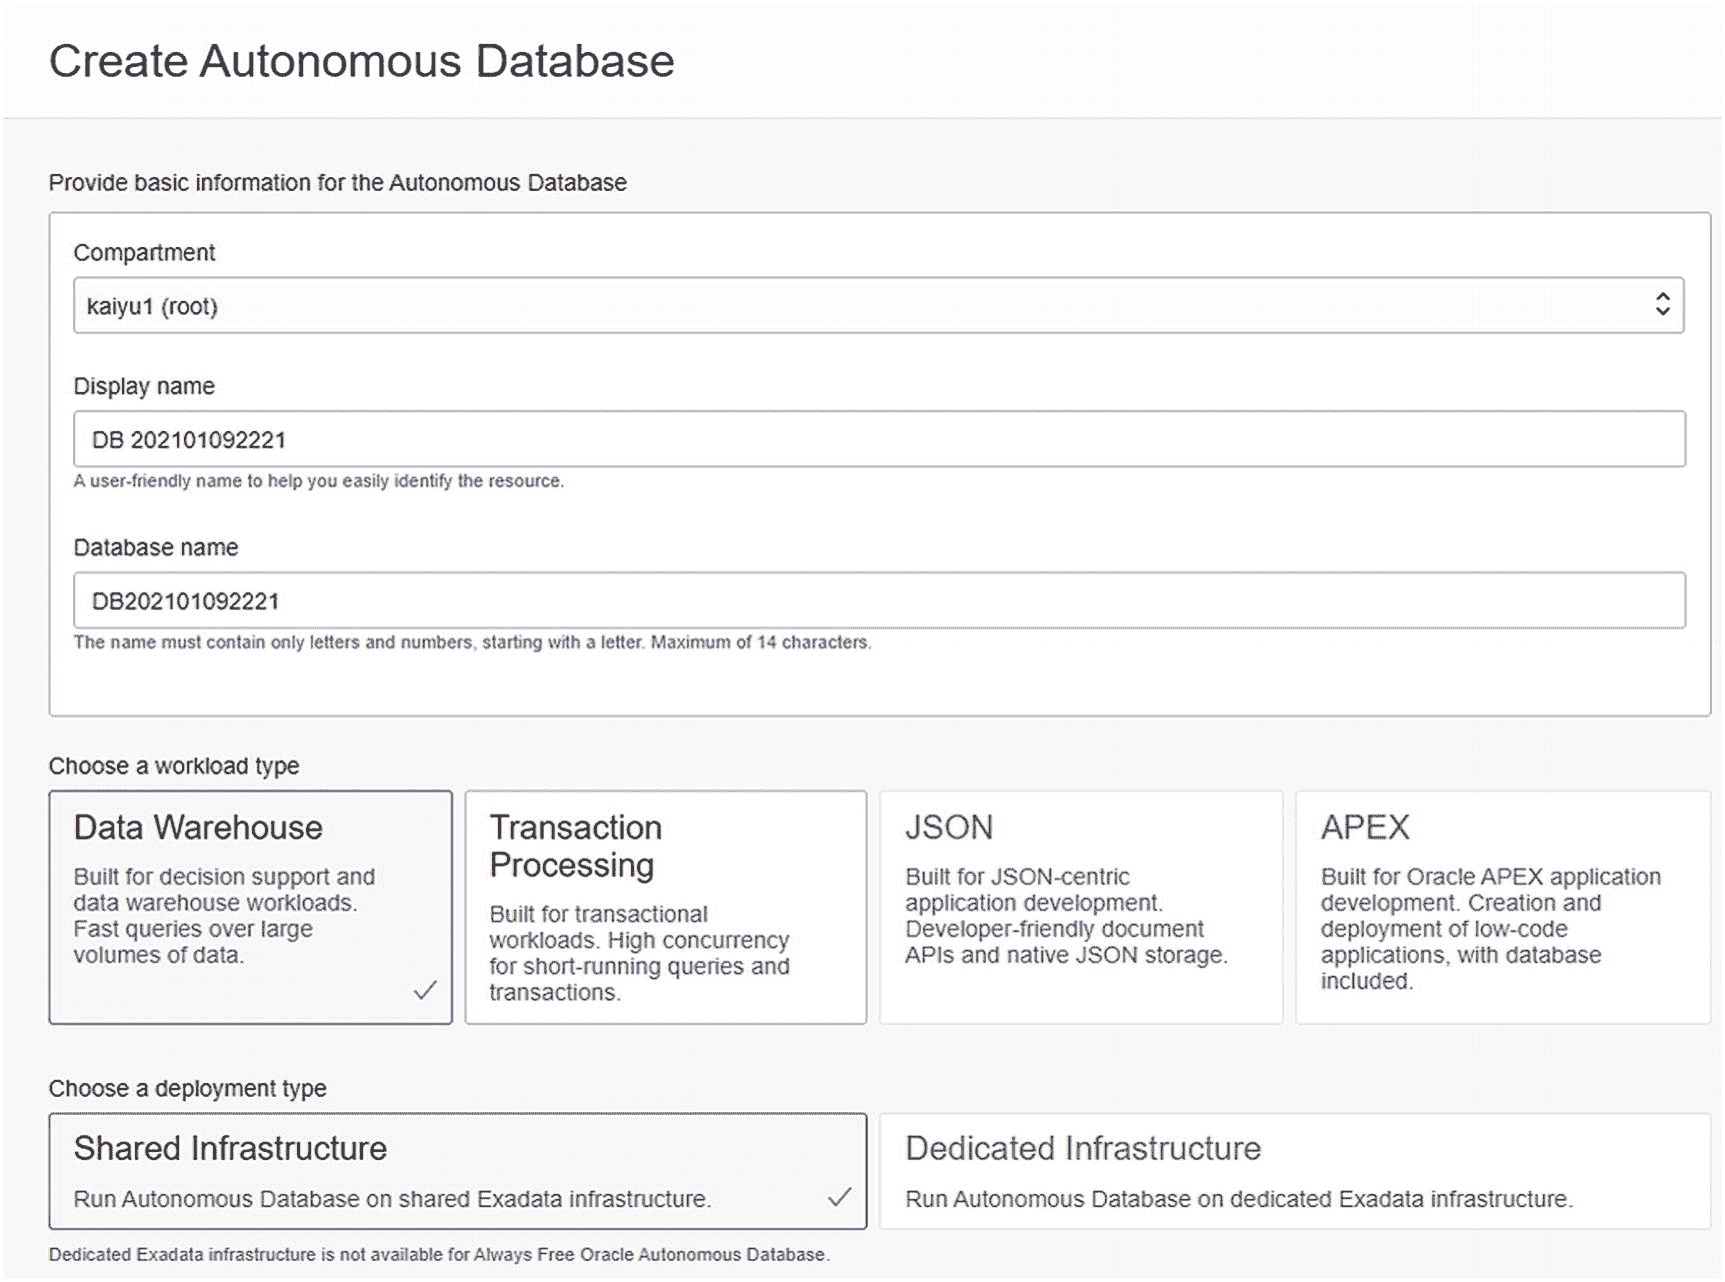 Create Autonomous Database
Provide basic information for the Autonomous Database
Compartment
kaiyu1 (root)
Display name
DB 202101092221
A user-friendly name to help you easily identify the resource.
Database name
DB202101092221
The name must contain only letters and numbers, starting with a letter. Maximum of 14 characters.
Choose a workload type
Data Warehouse
Built for decision support and
data warehouse workloads.
Fast queries over large
volumes of data.
Transaction
Processing
Built for transactional
workloads. High concurrency
for short-running queries and
transactions.
JSON
Built for JSON-centric
application development.
Developer-friendly document
APIs and native JSON storage.
APEX
Built for Oracle APEX application
development. Creation and
deployment of low-code
applications, with database
included.
Choose a deployment type
Shared Infrastructure
Run Autonomous Database on shared Exadata infrastructure.
Dedicated Infrastructure
Run Autonomous Database on dedicated Exadata infrastructure.
Dedicated Exadata infrastructure is not available for Always Free Oracle Autonomous Database.